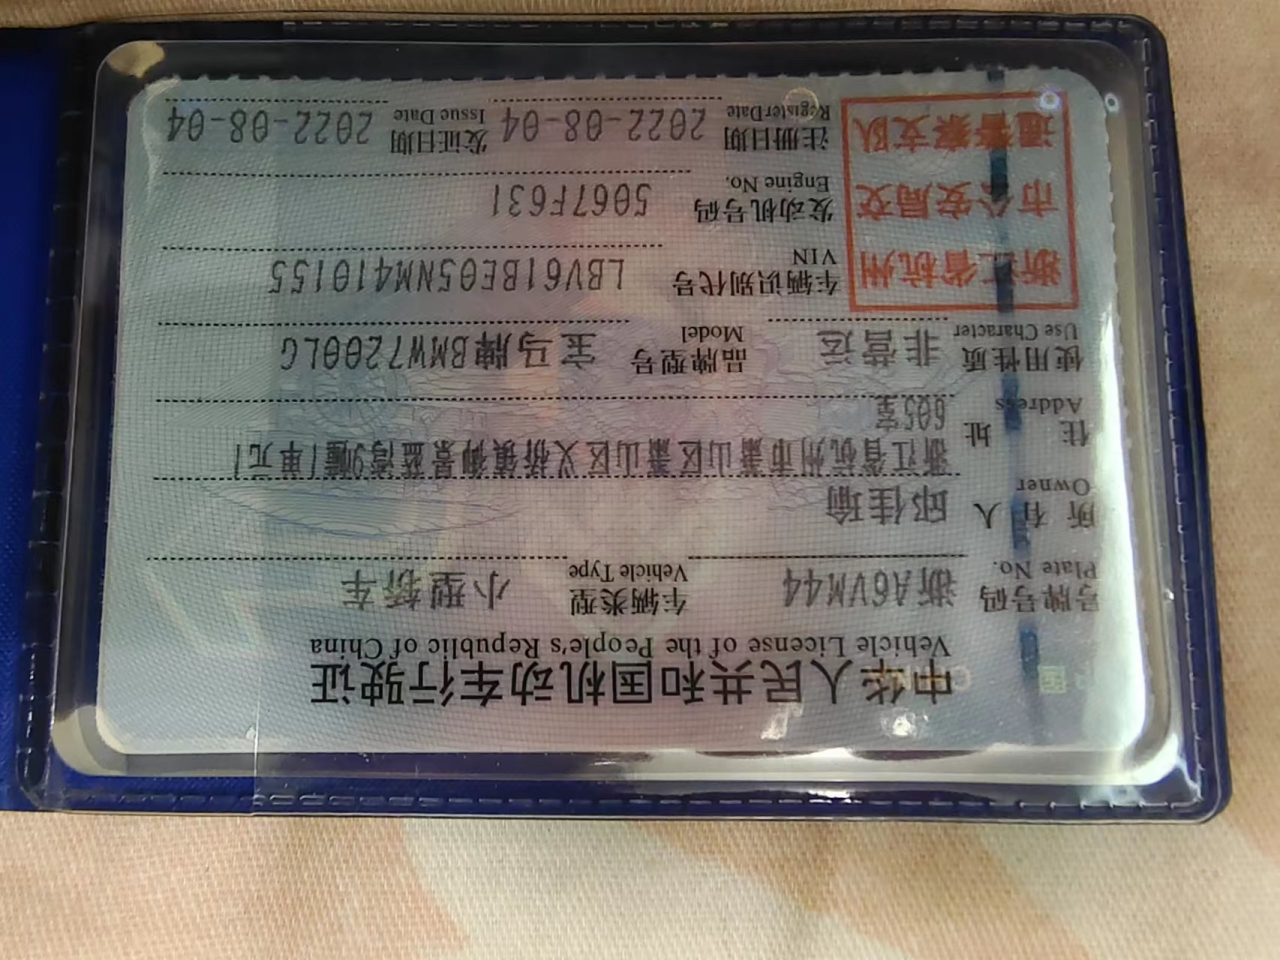 中华人民共和国机动车行驶证
Vehicle License of the People's Republic of China
号牌号码 Plate No. 浙A6VM44 车辆类型 Vehicle Type 小型轿车
所有人 Owner 邱佳瑜
住址 Address 浙江省杭州市萧山区萧山区义桥镇御景蓝湾9幢1单元1
605室
使用性质 Use Character 非营运 品牌型号 Model 宝马牌BMW7200LG
浙江省杭州
市公安局交
通警察支队
车辆识别代号 VIN LBV61BE05NM410155
发动机号码 Engine No. 5067F631
注册日期 Register Date 2022-08-04 发证日期 Issue Date 2022-08-04